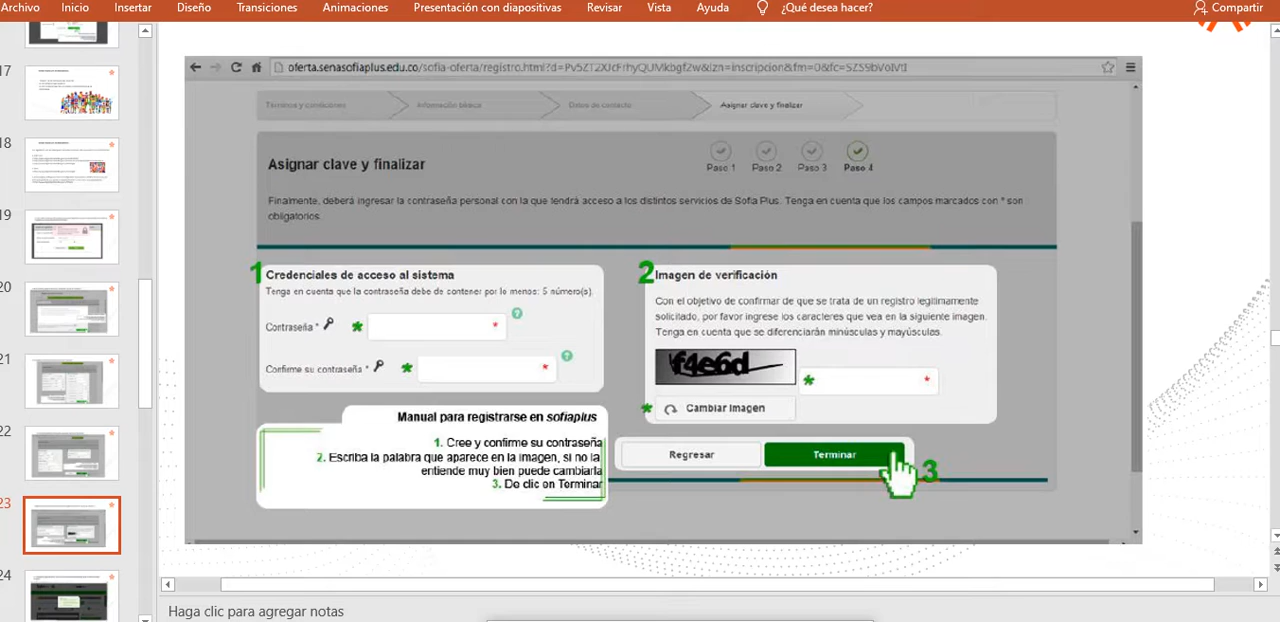 Archivo Inicio Insertar Diseño Transiciones Animaciones Presentación con diapositivas Revisar Vista Ayuda ¿Qué desea hacer? Compartir
17
18
19
20
21
22
23
24
oferta.senasofiaplus.edu.co/sofia-oferta/registro.html
Términos y condiciones Información básica Datos de contacto Asignar clave y finalizar
Asignar clave y finalizar
Paso 1 Paso 2 Paso 3 Paso 4
Finalmente, deberá ingresar la contraseña personal con la que tendrá acceso a los distintos servicios de Sofia Plus. Tenga en cuenta que los campos marcados con * son
obligatorios.
1 Credenciales de acceso al sistema
Tenga en cuenta que la contraseña debe de contener por lo menos: 5 número(s).
Contraseña * * * ?
Confirme su contraseña * * * ?
2 Imagen de verificación
Con el objetivo de confirmar de que se trata de un registro legitimamente
solicitado, por favor ingrese los caracteres que vea en la siguiente imagen.
Tenga en cuenta que se diferenciarán minúsculas y mayúsculas.
f4e6d * *
* Cambiar Imagen
Manual para registrarse en sofiaplus
1. Cree y confirme su contraseña
2. Escriba la palabra que aparece en la imagen, si no la
entiende muy bien puede cambiarla
3. De clic en Terminar
Regresar Terminar 3
Haga clic para agregar notas